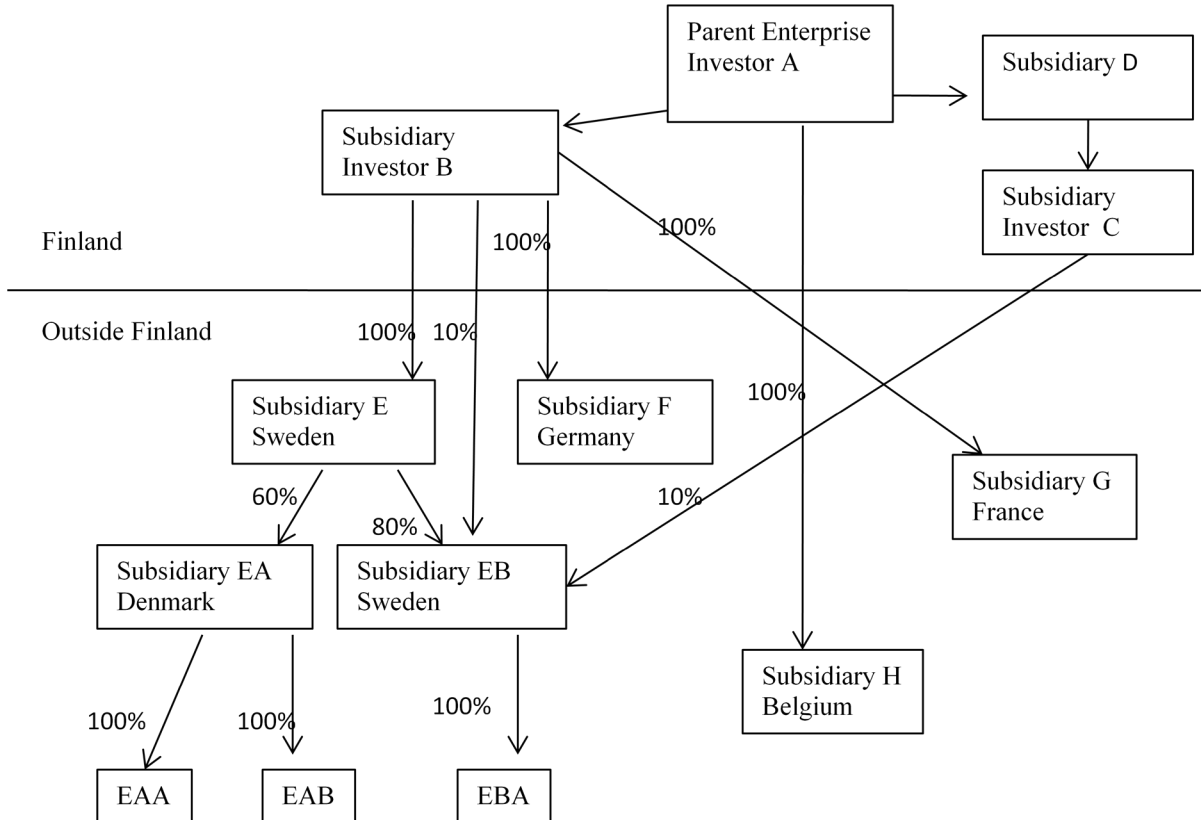 Parent Enterprise
Investor A
Subsidiary D
Subsidiary
Investor B
Subsidiary
Investor C
Finland
100%
100%
Outside Finland
100%
10%
100%
Subsidiary E
Sweden
Subsidiary F
Germany
Subsidiary G
France
60%
80%
10%
Subsidiary EA
Denmark
Subsidiary EB
Sweden
Subsidiary H
Belgium
100%
100%
100%
EAA
EAB
EBA